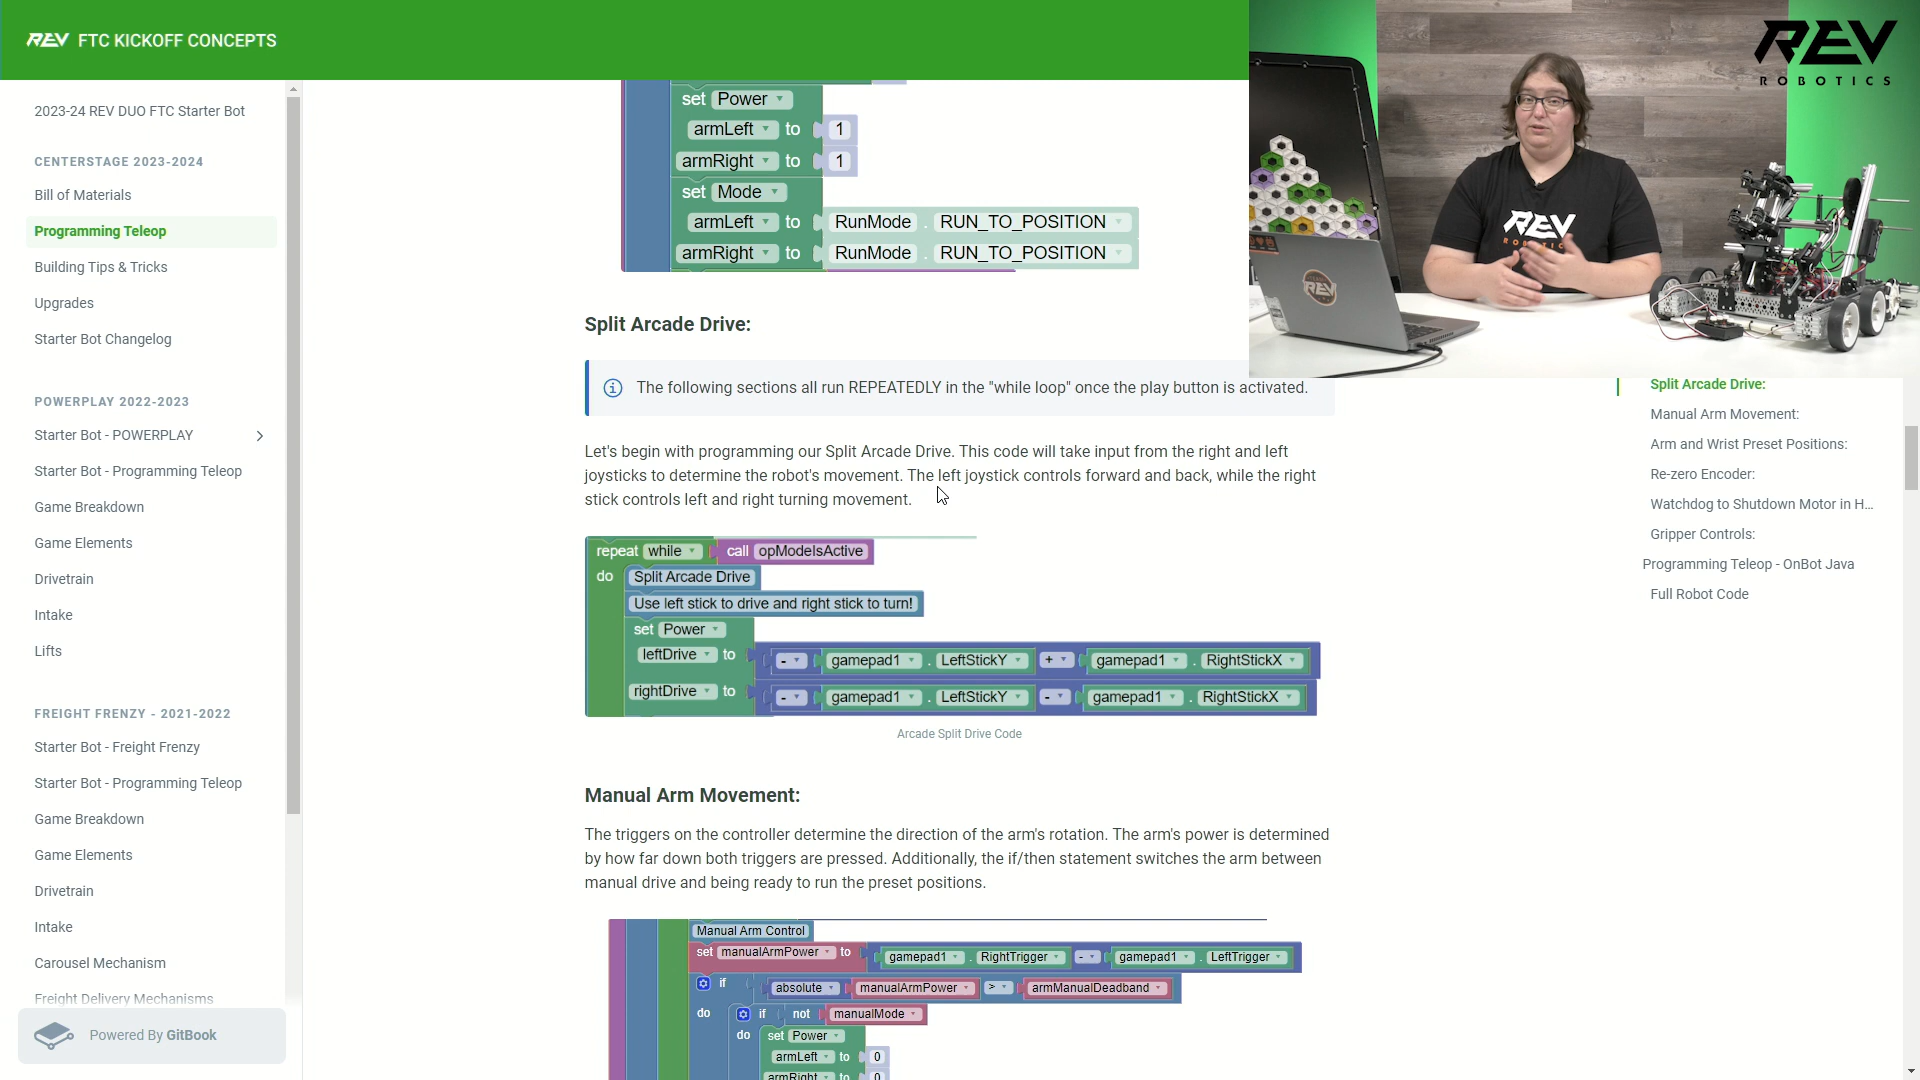 REV FTC KICKOFF CONCEPTS
REV
ROBOTICS
REV
REV
2023-24 REV DUO FTC Starter Bot
CENTERSTAGE 2023-2024
Bill of Materials
Programming Teleop
Building Tips & Tricks
Upgrades
Starter Bot Changelog
POWERPLAY 2022-2023
Starter Bot - POWERPLAY
Starter Bot - Programming Teleop
Game Breakdown
Game Elements
Drivetrain
Intake
Lifts
FREIGHT FRENZY - 2021-2022
Starter Bot - Freight Frenzy
Starter Bot - Programming Teleop
Game Breakdown
Game Elements
Drivetrain
Intake
Carousel Mechanism
Freight Delivery Mechanisms
Powered By GitBook
set Power
armLeft to 1
armRight to 1
set Mode
armLeft to RunMode . RUN_TO_POSITION
armRight to RunMode . RUN_TO_POSITION
Split Arcade Drive:
The following sections all run REPEATEDLY in the "while loop" once the play button is activated.
Let's begin with programming our Split Arcade Drive. This code will take input from the right and left
joysticks to determine the robot's movement. The left joystick controls forward and back, while the right
stick controls left and right turning movement.
repeat while call opModeIsActive
do Split Arcade Drive
Use left stick to drive and right stick to turn!
set Power
leftDrive to - gamepad1 . LeftStickY + gamepad1 . RightStickX
rightDrive to - gamepad1 . LeftStickY - gamepad1 . RightStickX
Arcade Split Drive Code
Manual Arm Movement:
The triggers on the controller determine the direction of the arm's rotation. The arm's power is determined
by how far down both triggers are pressed. Additionally, the if/then statement switches the arm between
manual drive and being ready to run the preset positions.
Manual Arm Control
set manualArmPower to gamepad1 . RightTrigger - gamepad1 . LeftTrigger
if absolute manualArmPower > armManualDeadband
do if not manualMode
do set Power
armLeft to 0
armRight to 0
Split Arcade Drive:
Manual Arm Movement:
Arm and Wrist Preset Positions:
Re-zero Encoder:
Watchdog to Shutdown Motor in H...
Gripper Controls:
Programming Teleop - OnBot Java
Full Robot Code